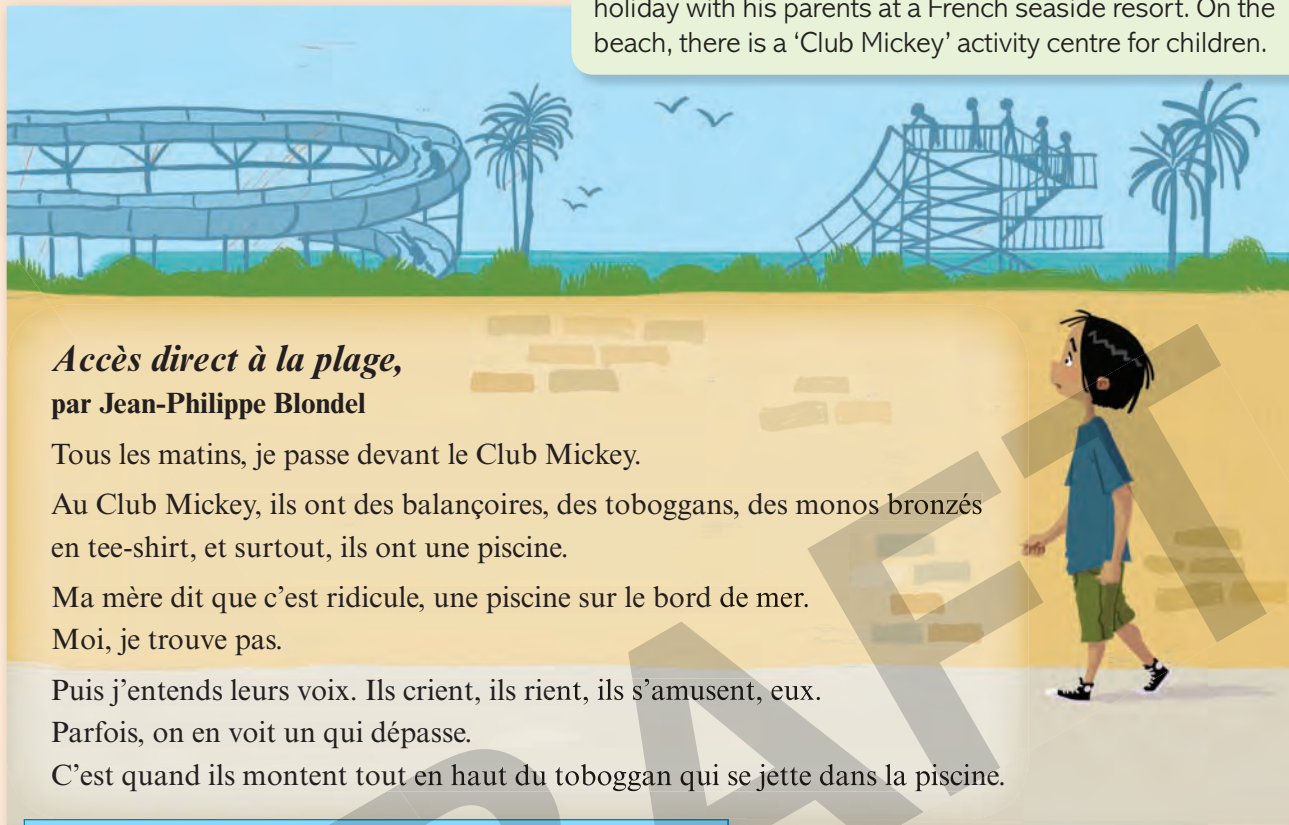 holiday with his parents at a French seaside resort. On the
beach, there is a ‘Club Mickey’ activity centre for children.
Accès direct à la plage,
par Jean-Philippe Blondel
Tous les matins, je passe devant le Club Mickey.
Au Club Mickey, ils ont des balançoires, des toboggans, des monos bronzés
en tee-shirt, et surtout, ils ont une piscine.
Ma mère dit que c’est ridicule, une piscine sur le bord de mer.
Moi, je trouve pas.
Puis j’entends leurs voix. Ils crient, ils rient, ils s’amusent, eux.
Parfois, on en voit un qui dépasse.
C’est quand ils montent tout en haut du toboggan qui se jette dans la piscine.
DRAFT